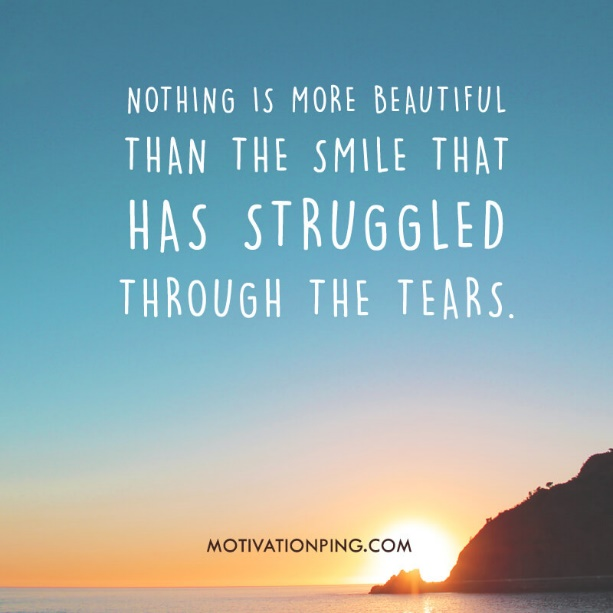 NOTHING IS MORE BEAUTIFUL
THAN THE SMILE THAT
HAS STRUGGLED
THROUGH THE TEARS.
MOTIVATIONPING.COM